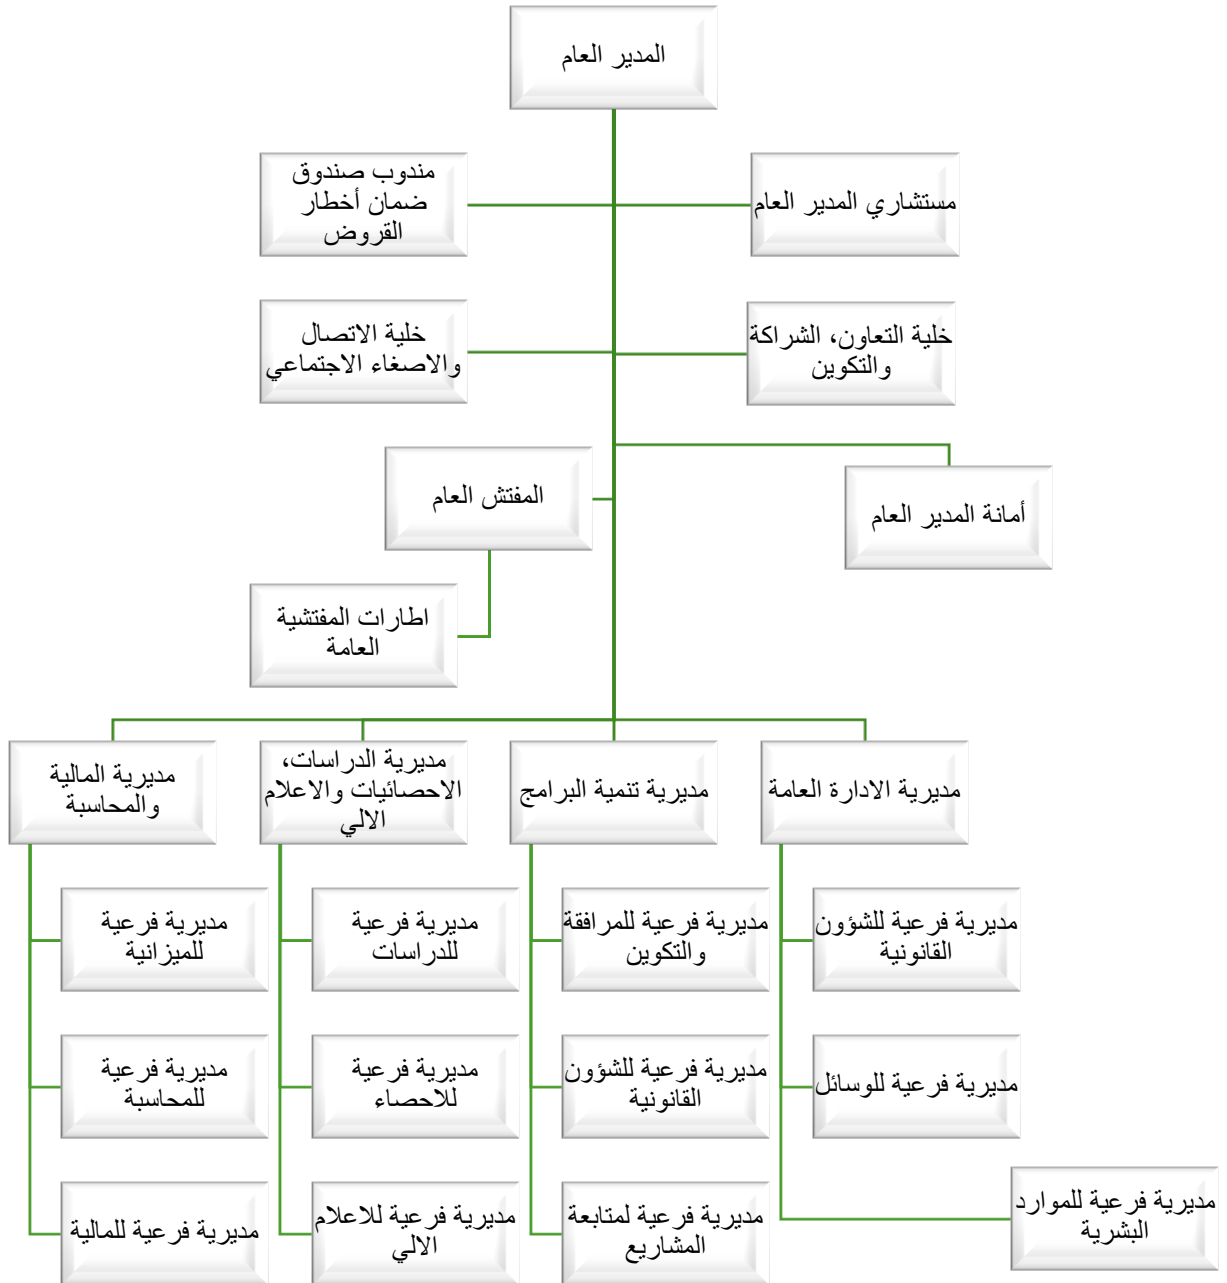 المدير العام
مستشاري المدير العام
مندوب صندوق
ضمان أخطار
القروض
خلية التعاون، الشراكة
والتكوين
خلية الاتصال
والاصغاء الاجتماعي
أمانة المدير العام
المفتش العام
اطارات المفتشية
العامة
مديرية الادارة العامة
مديرية تنمية البرامج
مديرية الدراسات،
الاحصائيات والاعلام
الالي
مديرية المالية
والمحاسبة
مديرية فرعية للشؤون
القانونية
مديرية فرعية للمرافقة
والتكوين
مديرية فرعية
للدراسات
مديرية فرعية
للميزانية
مديرية فرعية للوسائل
مديرية فرعية للشؤون
القانونية
مديرية فرعية
للاحصاء
مديرية فرعية
للمحاسبة
مديرية فرعية للموارد
البشرية
مديرية فرعية لمتابعة
المشاريع
مديرية فرعية للاعلام
الالي
مديرية فرعية للمالية